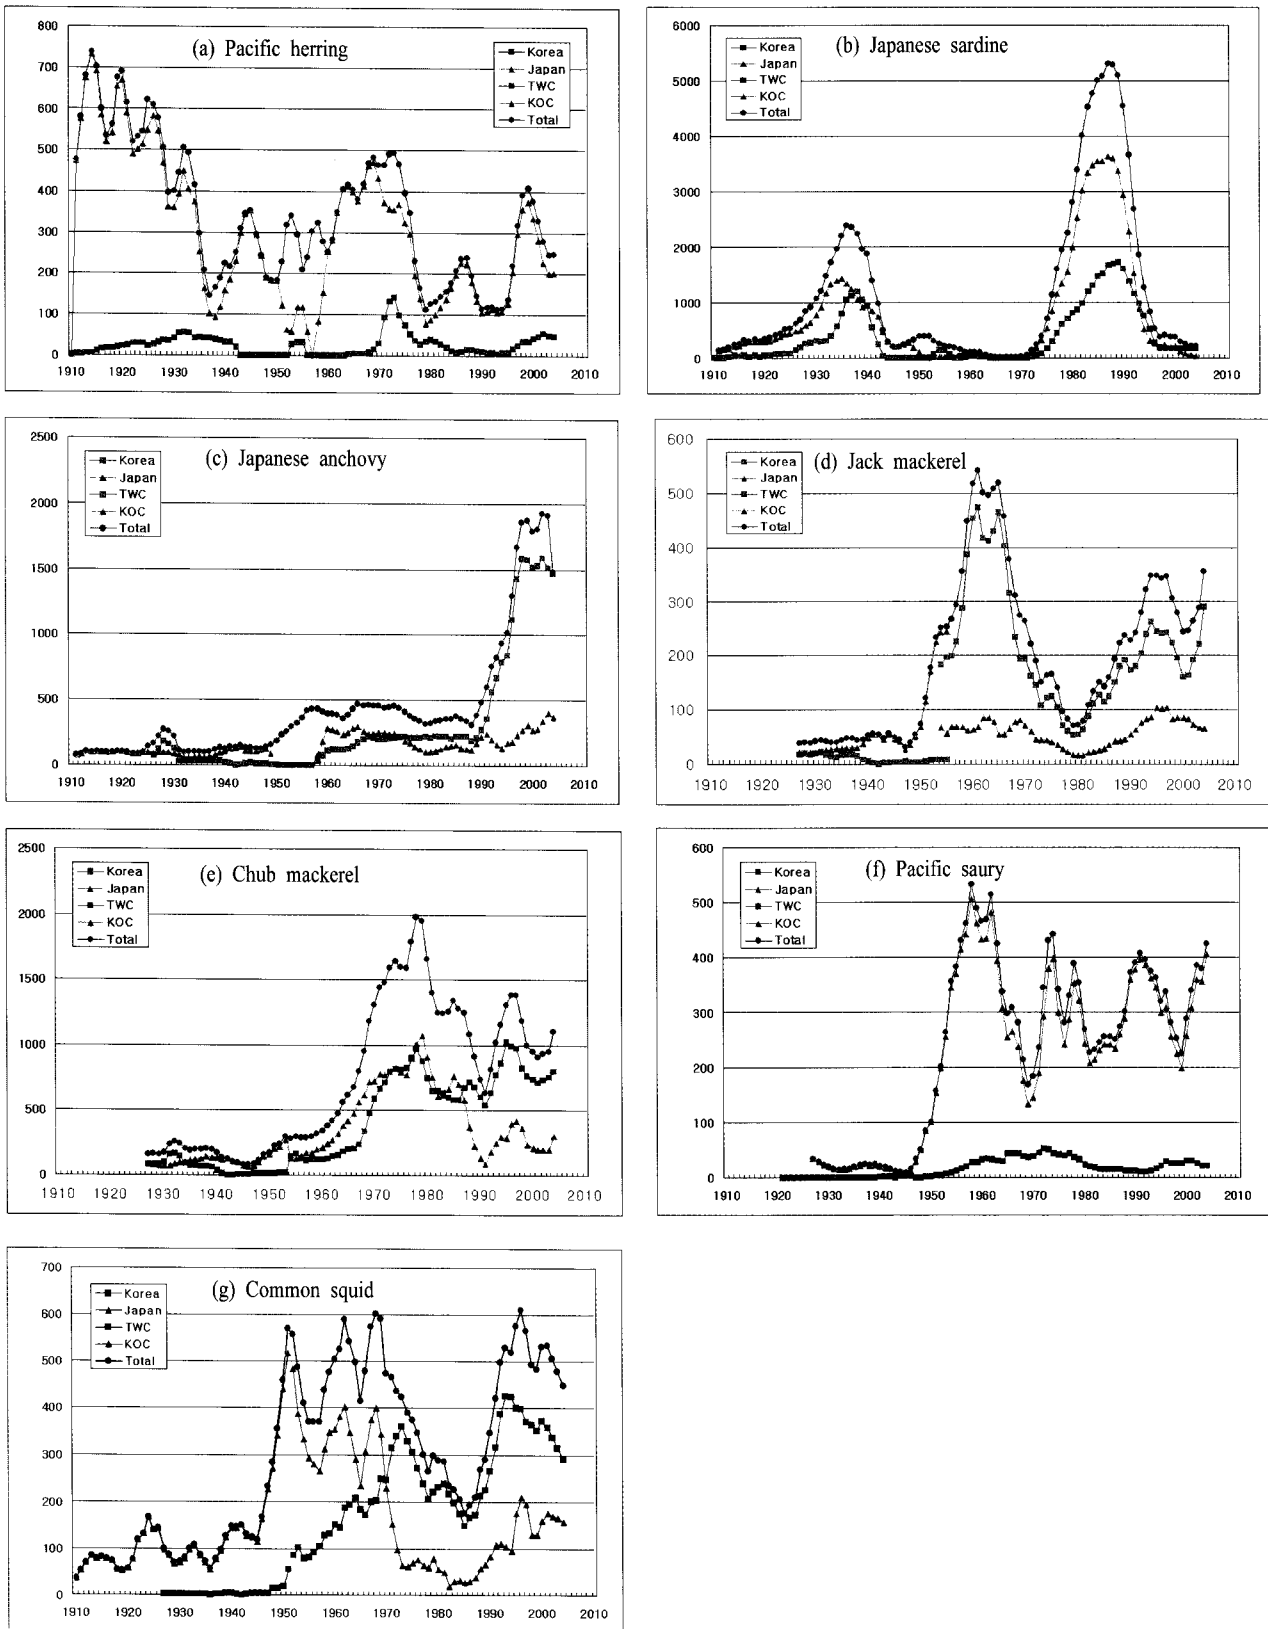 (a) Pacific herring
800
700
600
500
400
300
200
100
0
Korea
Japan
TWC
KOC
Total
1910 1920 1930 1940 1950 1960 1970 1980 1990 2000 2010
(b) Japanese sardine
6000
5000
4000
3000
2000
1000
0
Korea
Japan
TWC
KOC
Total
1910 1920 1930 1940 1950 1960 1970 1980 1990 2000 2010
(c) Japanese anchovy
2500
2000
1500
1000
500
0
Korea
Japan
TWC
KOC
Total
1910 1920 1930 1940 1950 1960 1970 1980 1990 2000 2010
(d) Jack mackerel
600
500
400
300
200
100
0
Korea
Japan
TWC
KOC
Total
1910 1920 1930 1940 1950 1960 1970 1980 1990 2000 2010
(e) Chub mackerel
2500
2000
1500
1000
500
0
Korea
Japan
TWC
KOC
Total
1910 1910 1920 1930 1940 1950 1960 1970 1980 1990 2000 2010
(f) Pacific saury
600
500
400
300
200
100
0
Korea
Japan
TWC
KOC
Total
1910 1920 1930 1940 1950 1960 1970 1980 1990 2000 2010
(g) Common squid
700
600
500
400
300
200
100
0
Korea
Japan
TWC
KOC
Total
1910 1920 1930 1940 1950 1960 1970 1980 1990 2000 2010